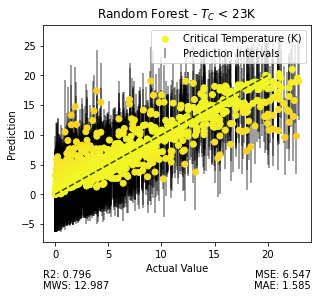 Random Forest - T_C < 23K
Critical Temperature (K)
Prediction Intervals
Prediction
25
20
15
10
5
0
−5
0
5
10
15
20
Actual Value
R2: 0.796
SE: 6.547
MWS: 12.987
MAE: 1.585